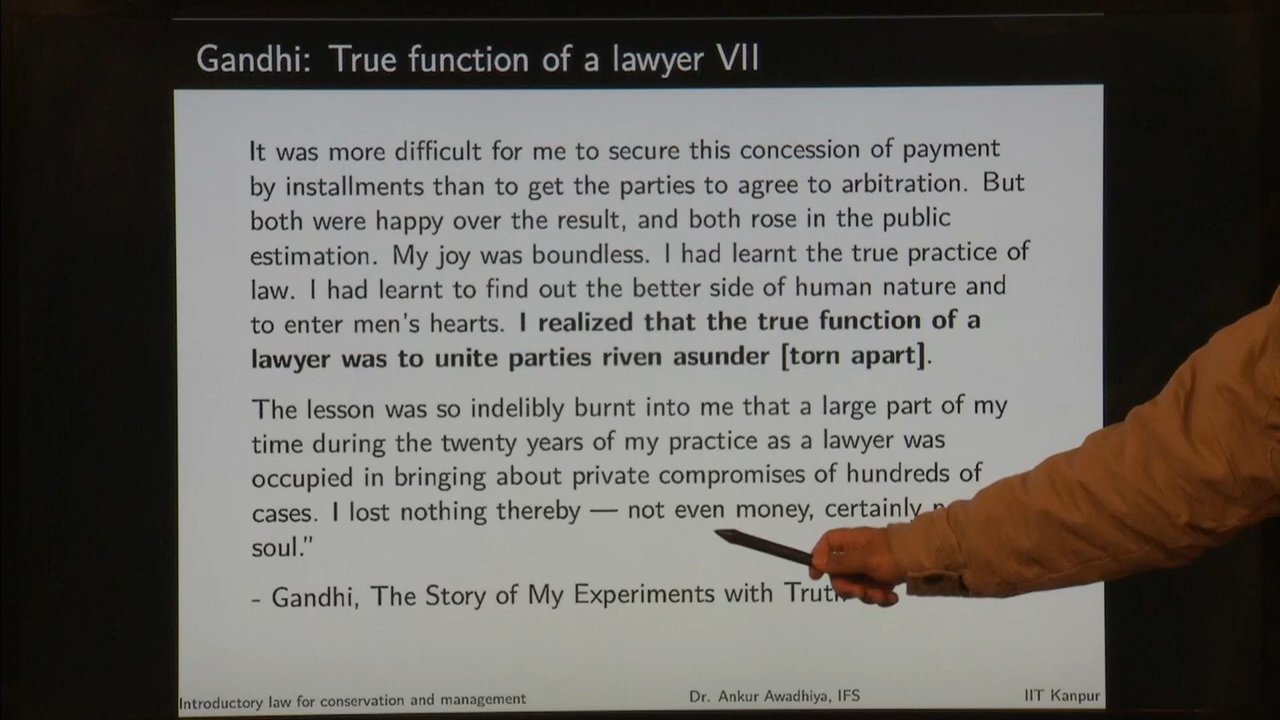 Gandhi: True function of a lawyer VII
It was more difficult for me to secure this concession of payment
by installments than to get the parties to agree to arbitration. But
both were happy over the result, and both rose in the public
estimation. My joy was boundless. I had learnt the true practice of
law. I had learnt to find out the better side of human nature and
to enter men's hearts. I realized that the true function of a
lawyer was to unite parties riven asunder [torn apart].
The lesson was so indelibly burnt into me that a large part of my
time during the twenty years of my practice as a lawyer was
occupied in bringing about private compromises of hundreds of
cases. I lost nothing thereby — not even money, certainly
soul."
- Gandhi, The Story of My Experiments with Truth
Introductory law for conservation and management
Dr. Ankur Awadhiya, IFS
IIT Kanpur